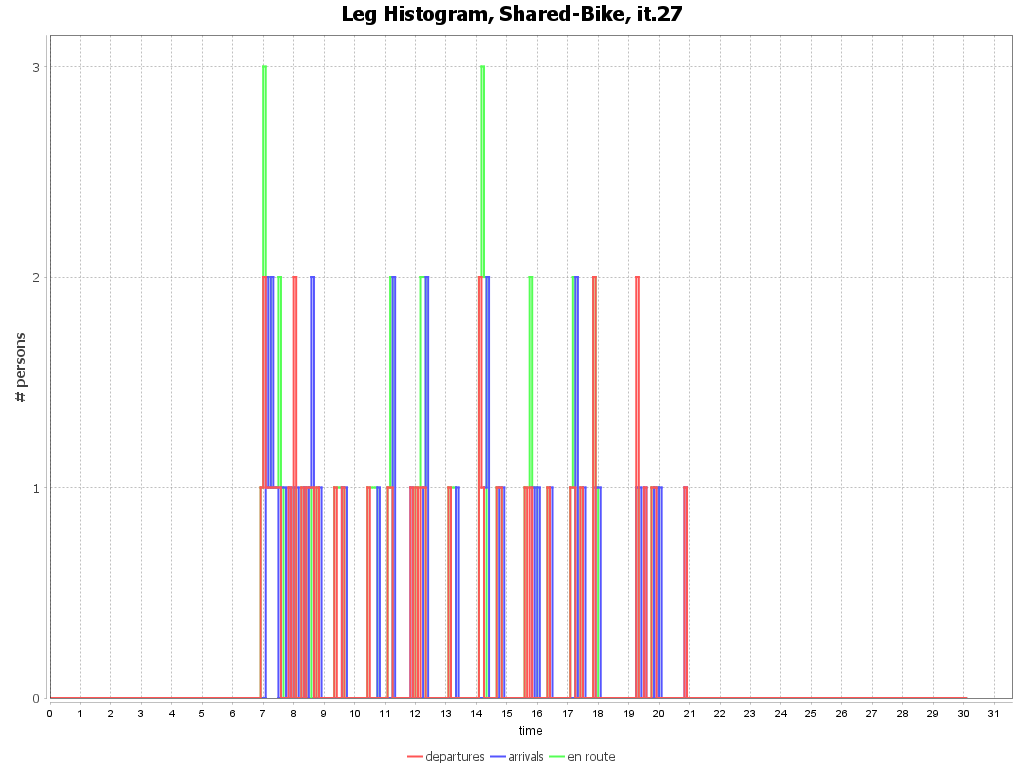 Leg Histogram, Shared-Bike, it.27
# persons
3
2
1
0
0 1 2 3 4 5 6 7 8 9 10 11 12 13 14 15 16 17 18 19 20 21 22 23 24 25 26 27 28 29 30 31
time
departures arrivals en route